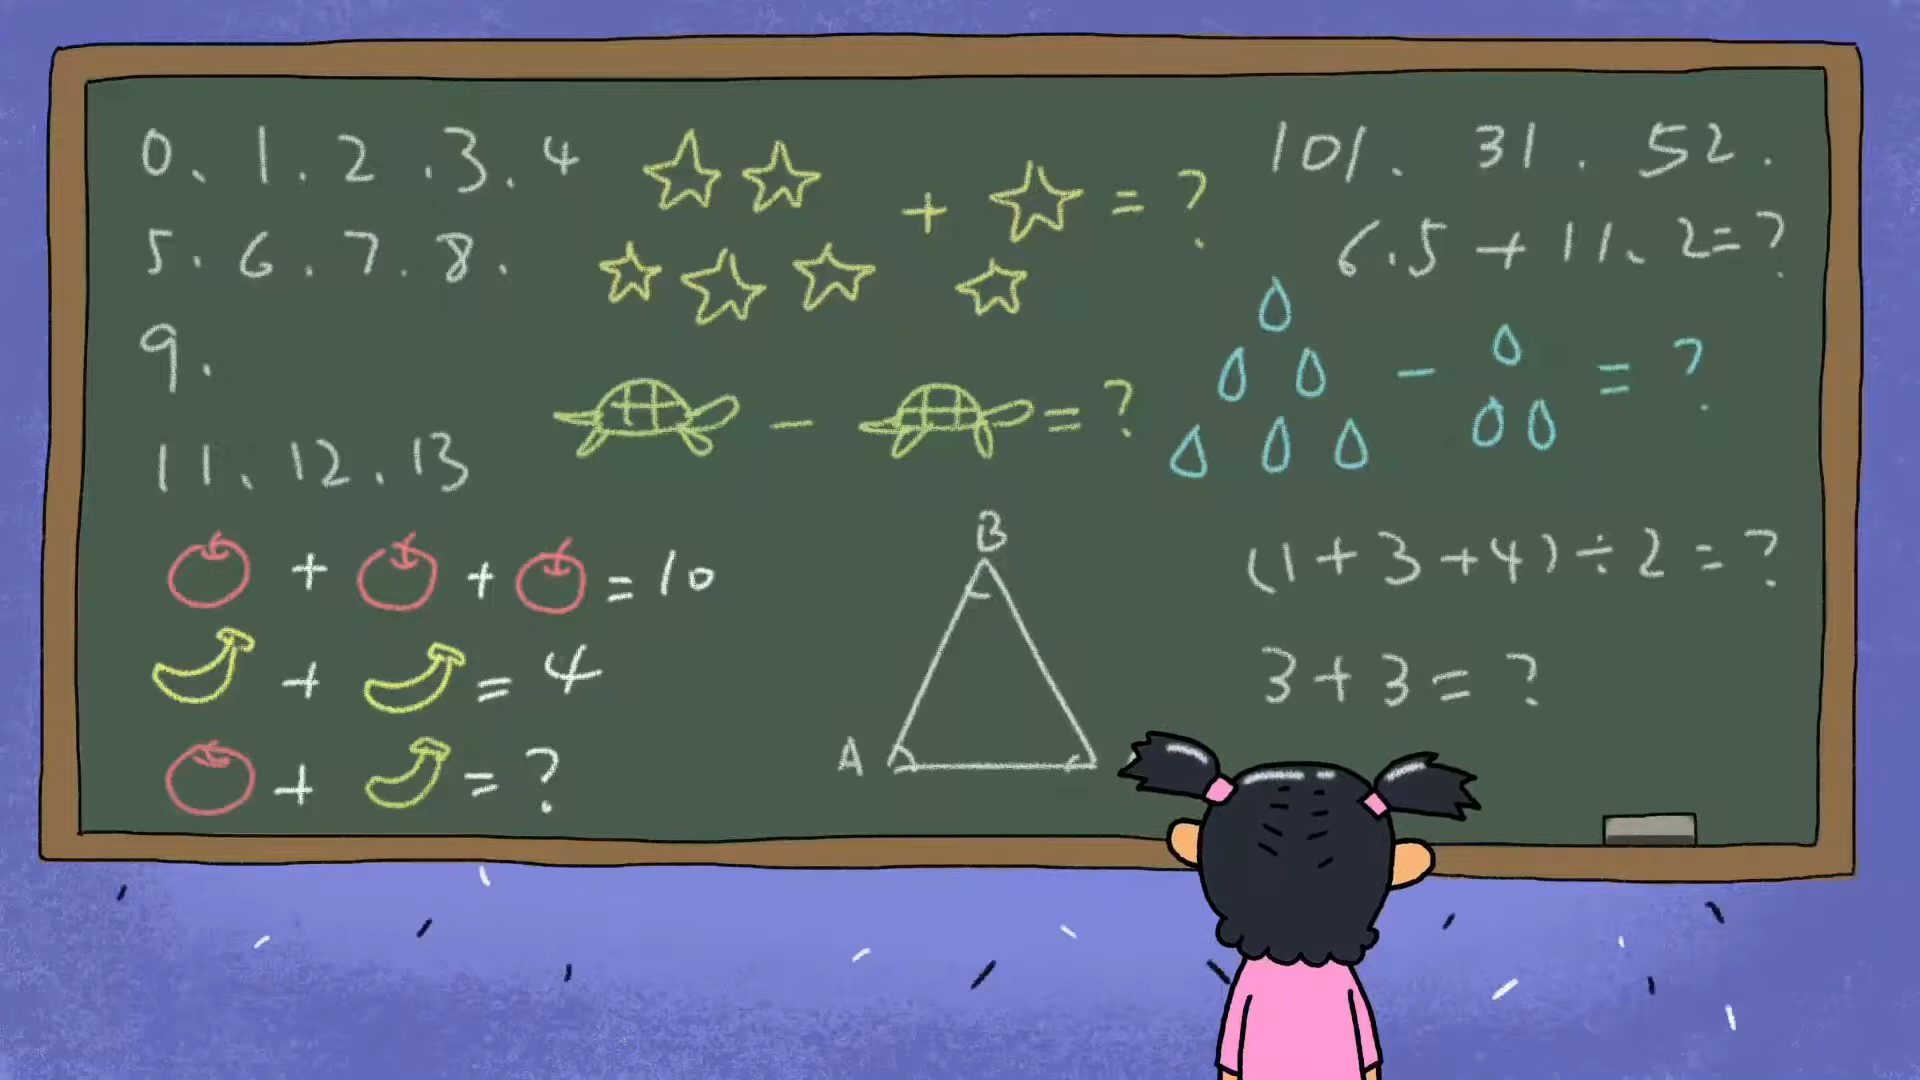 0、1.2.3.4
5.6.7.8.
9.
11、12.13
+ + = 10
+ = 4
+ = ?
+ = ?
- = ?
B
A
101. 31. 52.
6.5 + 11、2=?
- = ?
(1+3+4)÷2=?
3+3=?